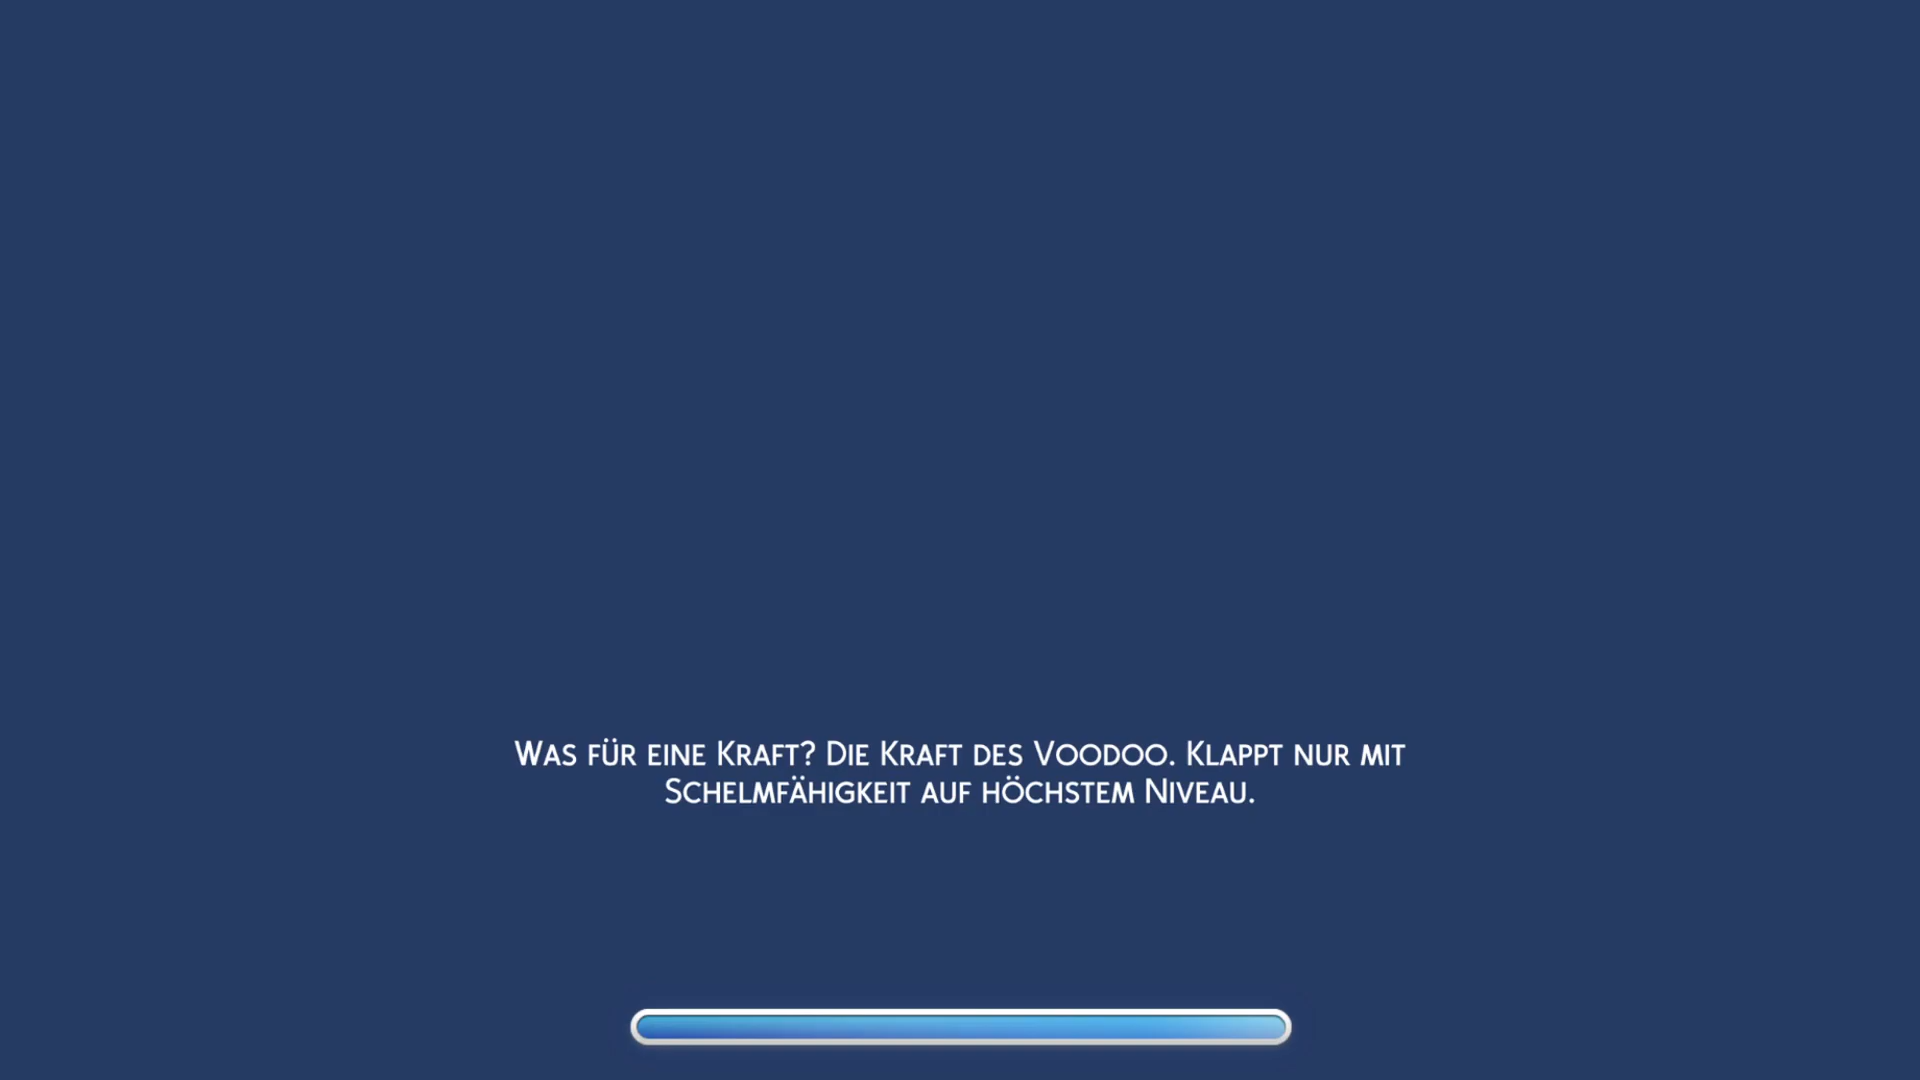 Was für eine Kraft? Die Kraft des Voodoo. Klappt nur mit
Schelmfähigkeit auf höchstem Niveau.